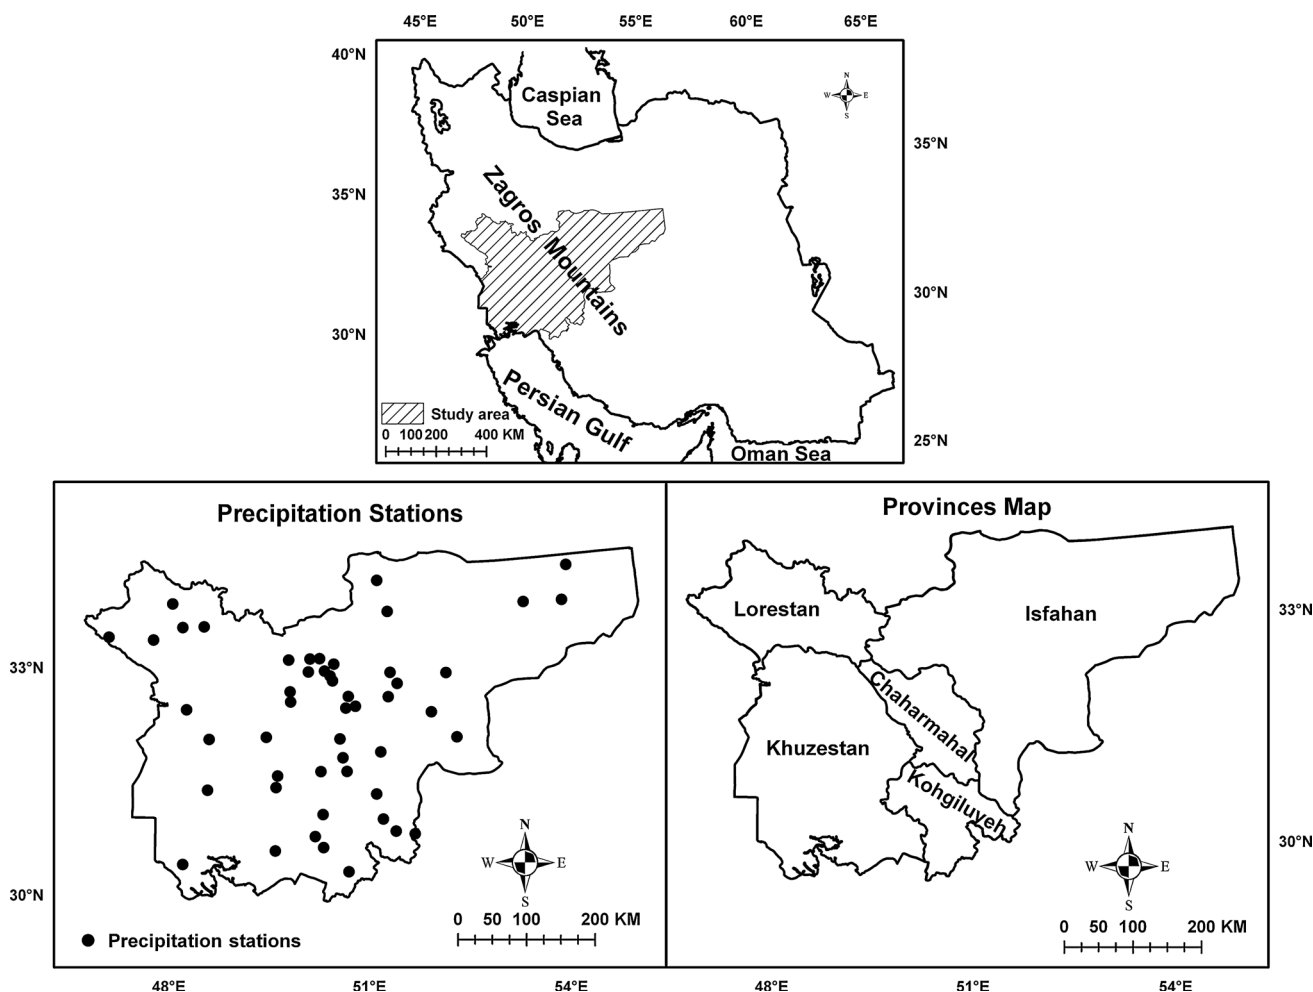 45°E 50°E 55°E 60°E 65°E
40°N
35°N
30°N
35°N
30°N
25°N
Caspian
Sea
N
W E
S
Zagros Mountains
Persian Gulf
Oman Sea
Study area
0 100 200 400 KM
Precipitation Stations
33°N
30°N
N
W E
S
0 50 100 200 KM
Precipitation stations
48°E 51°E 54°E
Provinces Map
Lorestan
Isfahan
Chaharmahal
Khuzestan
Kohgiluyeh
33°N
30°N
N
W E
S
0 50 100 200 KM
48°E 51°E 54°E